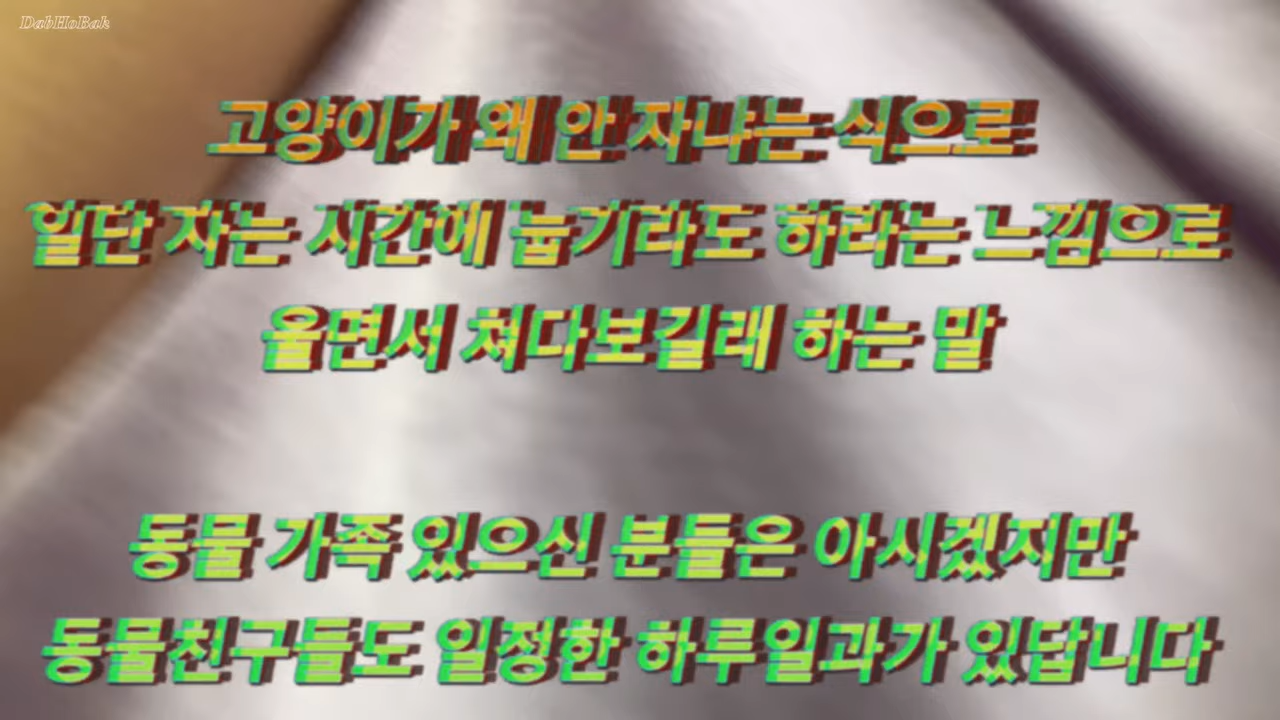 DabHoBak
고양이가 왜 안 자냐는 식으로
일단 자는 시간에 눕기라도 하라는 느낌으로
울면서 쳐다보길래 하는 말
동물 가족 있으신 분들은 아시겠지만
동물친구들도 일정한 하루일과가 있답니다